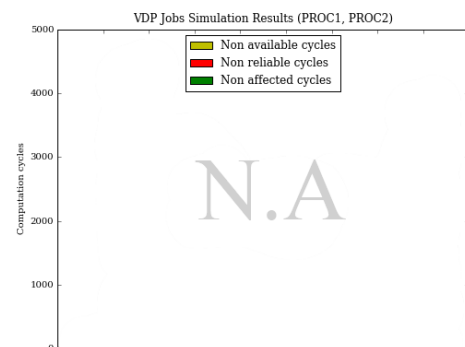 VDP Jobs Simulation Results (PROC1, PROC2)
5000
Non available cycles
Non reliable cycles
Non affected cycles
4000
3000
N.A
Computation cycles
2000
1000
0